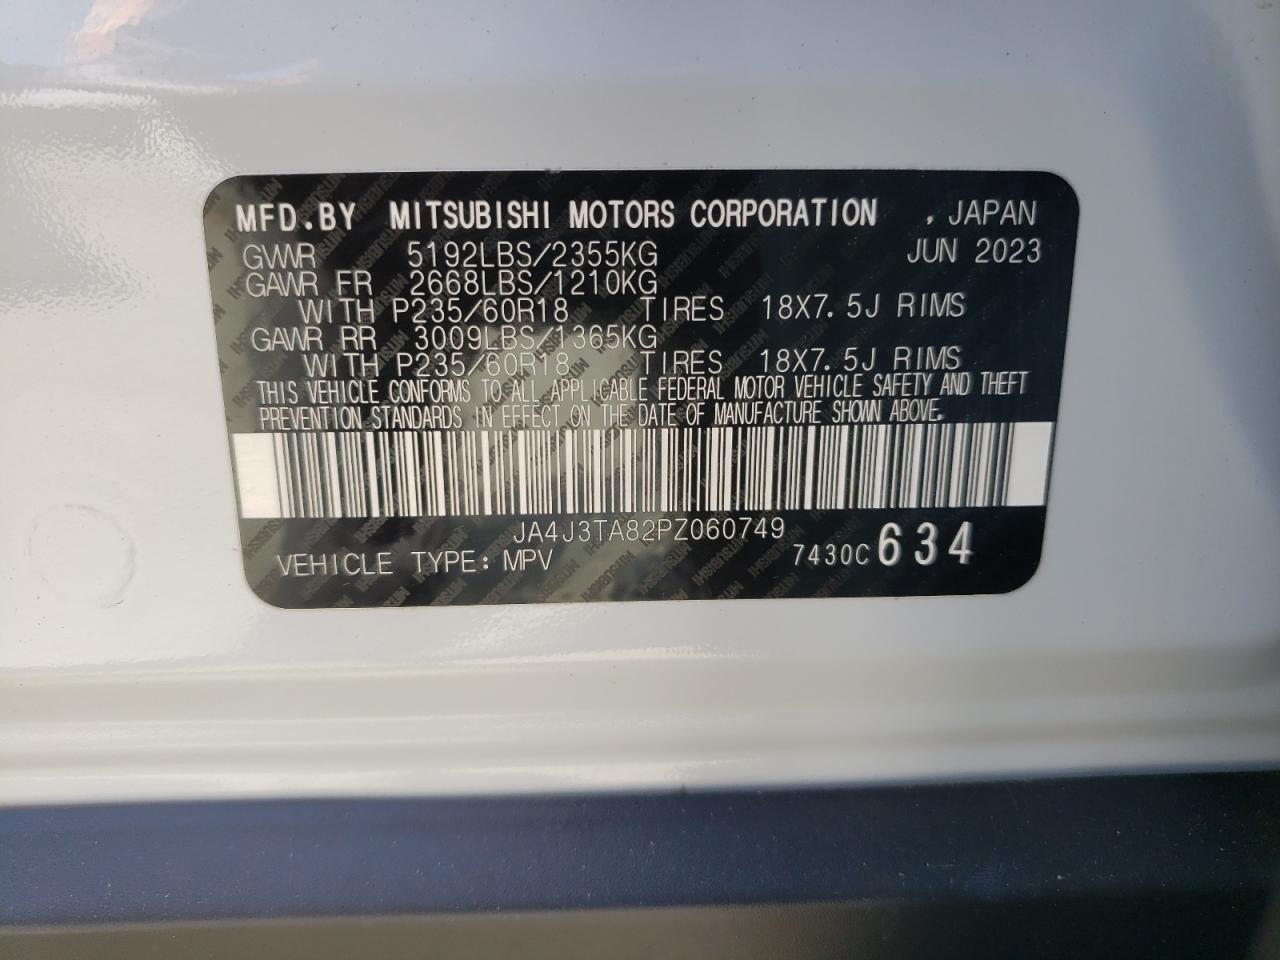 MFD.BY MITSUBISHI MOTORS CORPORATION , JAPAN
GVWR 5192LBS/2355KG JUN 2023
GAWR FR 2668LBS/1210KG
WITH P235/60R18 TIRES 18X7.5J RIMS
GAWR RR 3009LBS/1365KG
WITH P235/60R18 TIRES 18X7.5J RIMS
THIS VEHICLE CONFORMS TO ALL APPLICABLE FEDERAL MOTOR VEHICLE SAFETY AND THEFT
PREVENTION STANDARDS IN EFFECT ON THE DATE OF MANUFACTURE SHOWN ABOVE.
JA4J3TA82PZ060749
VEHICLE TYPE: MPV 7430C 634